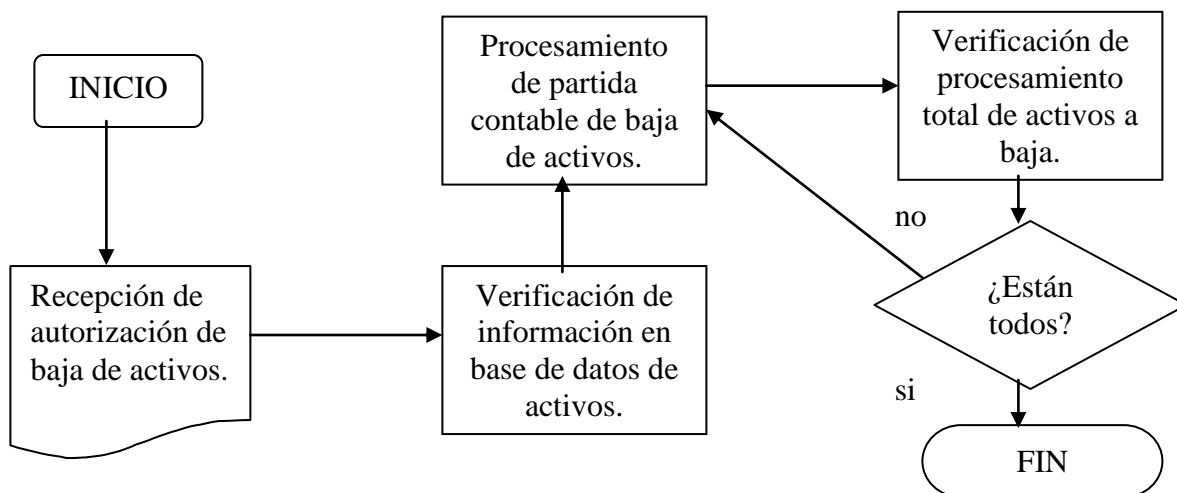 INICIO
Recepción de
autorización de
baja de activos.
Verificación de
información en
base de datos de
activos.
Procesamiento
de partida
contable de baja
de activos.
Verificación de
procesamiento
total de activos a
baja.
¿Están
todos?
no
si
FIN